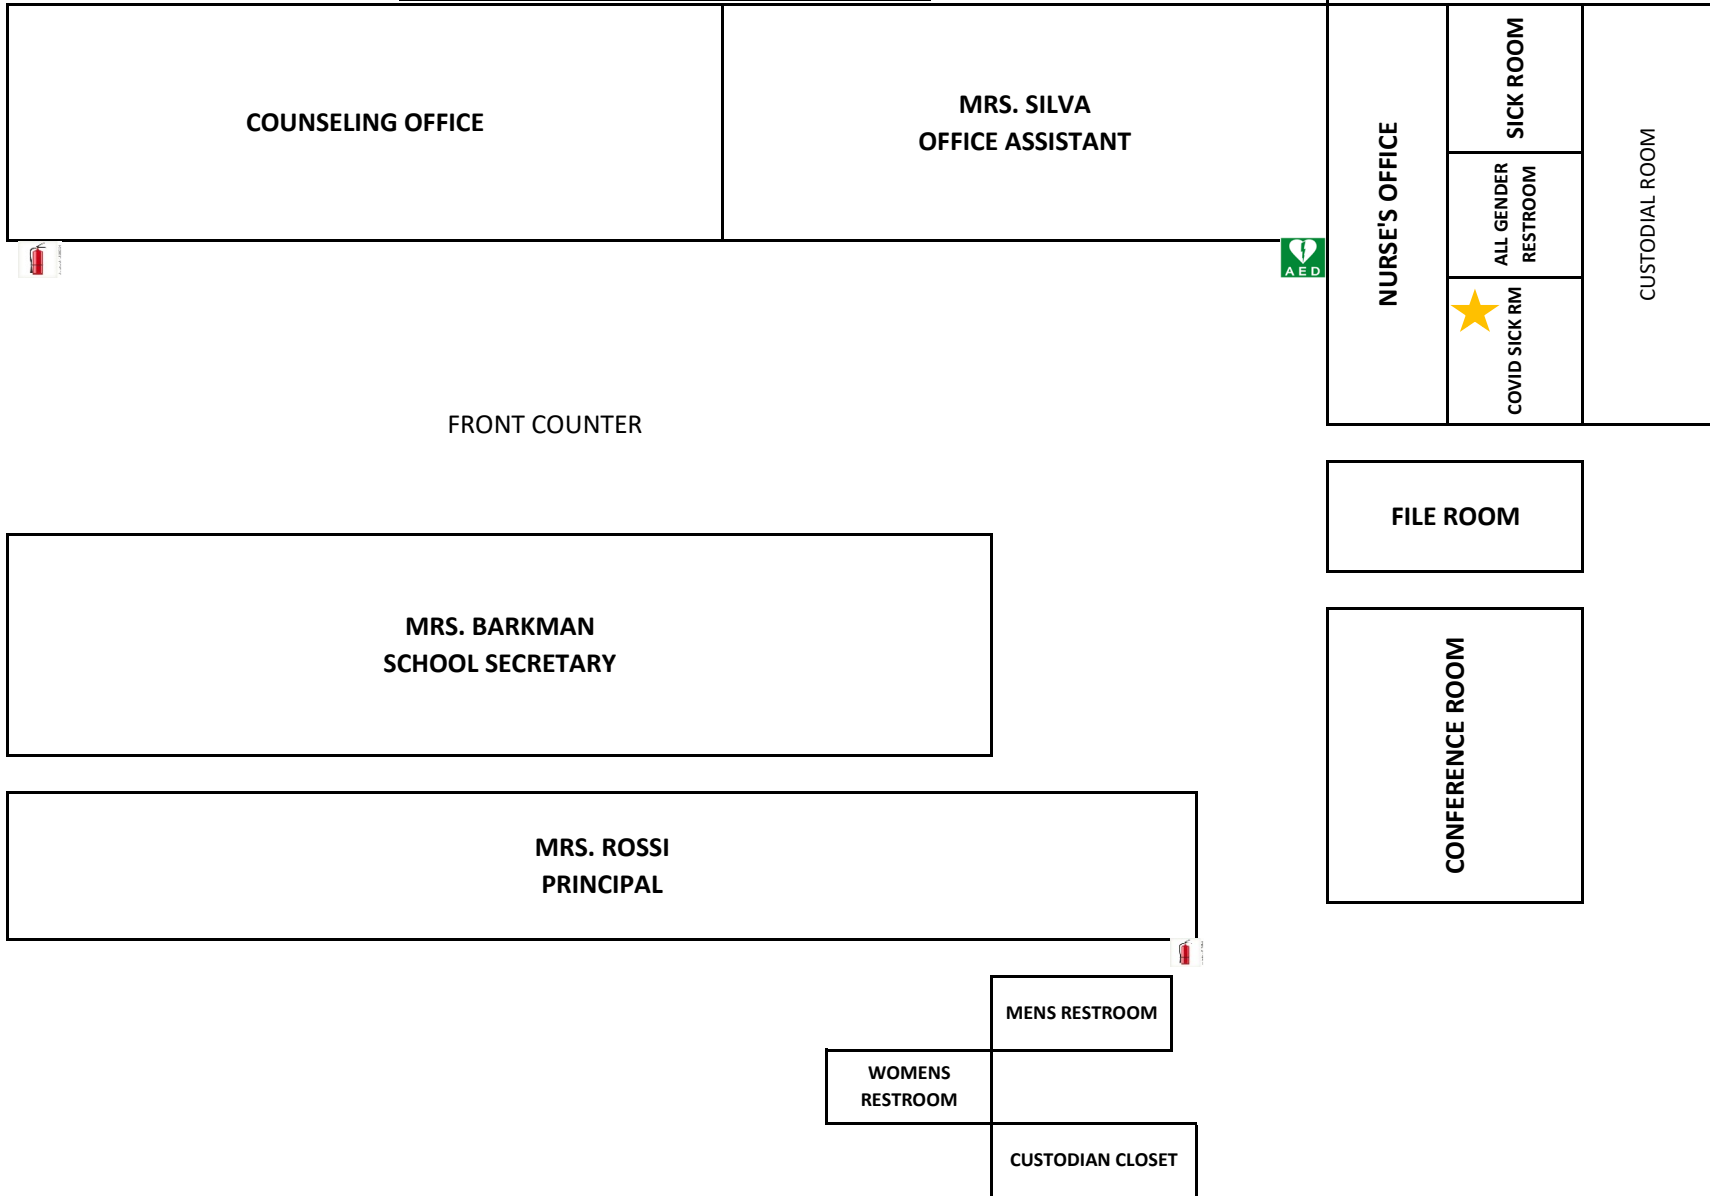 COUNSELING OFFICE
MRS. SILVA
OFFICE ASSISTANT
NURSE'S OFFICE
SICK ROOM
ALL GENDER
RESTROOM
COVID SICK RM
CUSTODIAL ROOM
AED
FRONT COUNTER
FILE ROOM
MRS. BARKMAN
SCHOOL SECRETARY
CONFERENCE ROOM
MRS. ROSSI
PRINCIPAL
MENS RESTROOM
WOMENS
RESTROOM
CUSTODIAN CLOSET